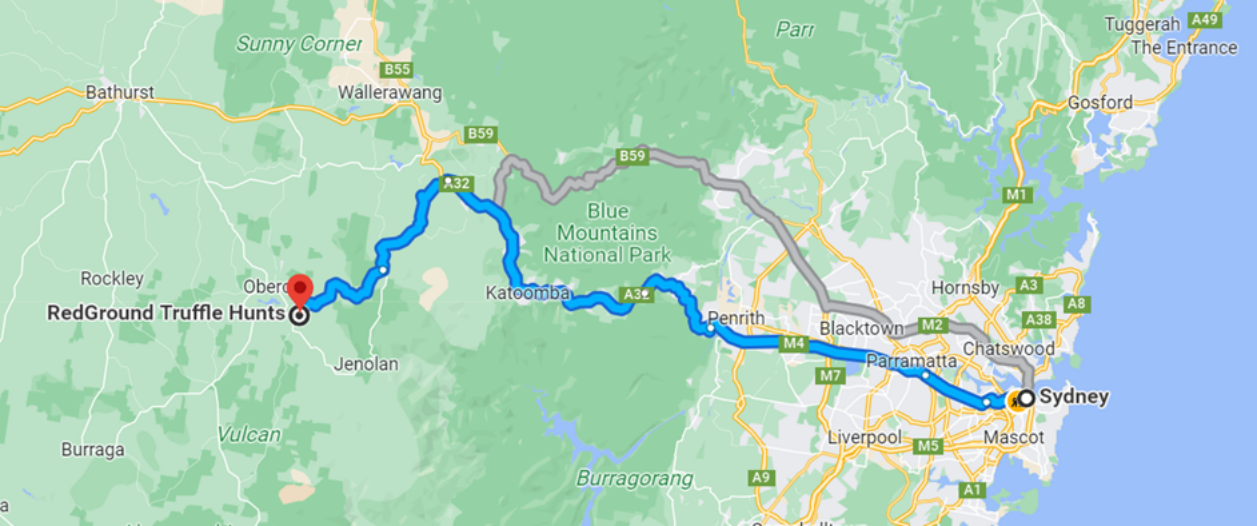 Tuggerah
A49
The Entrance
Parr
Sunny Corner
B55
Bathurst
Wallerawang
Gosford
B59
B59
A32
M1
Blue
Mountains
National Park
Rockley
Oberc
RedGround Truffle Hunts
Katoomba
A32
Penrith
Hornsby
A3
A8
A38
Blacktown
M2
Chatswood
M4
Parramatta
Jenolan
M7
Sydney
Vulcan
Burraga
Liverpool
M5
Mascot
Burragorang
A9
A1